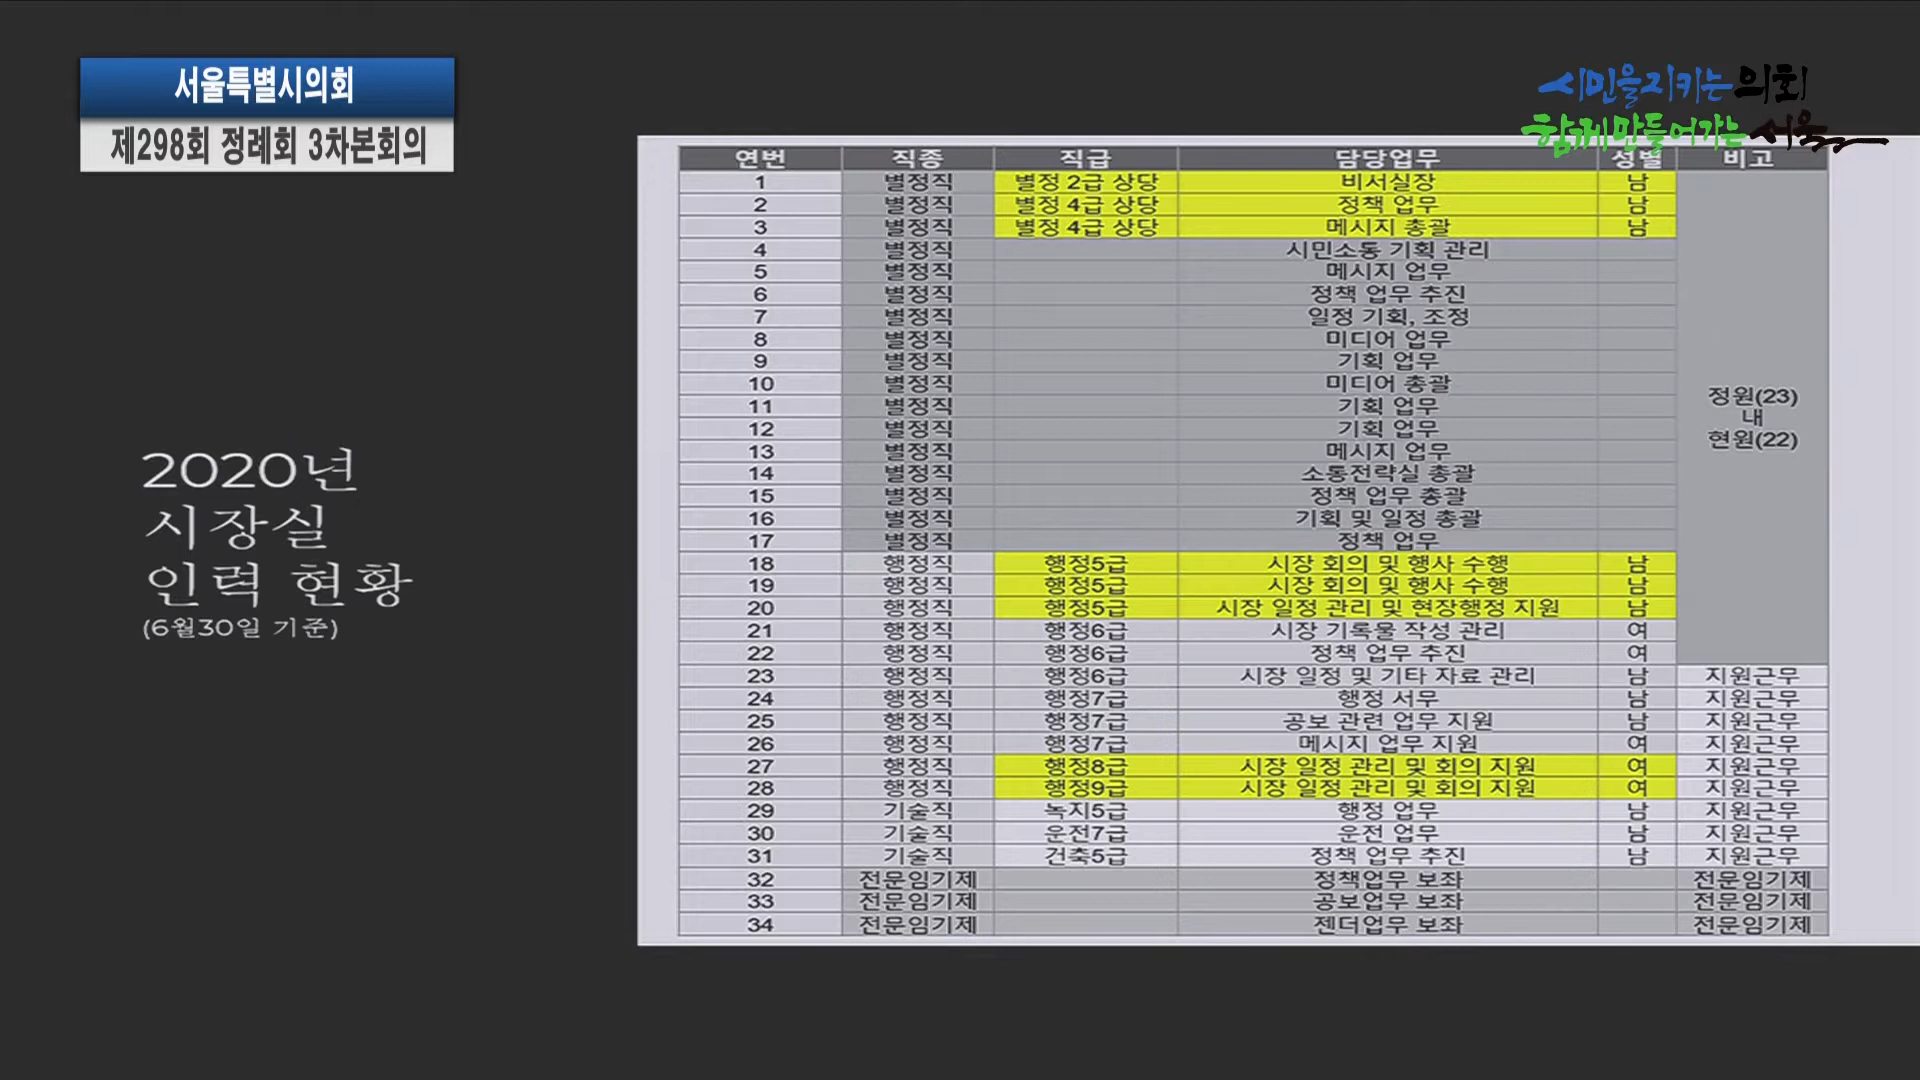 서울특별시의회
제298회 정례회 3차본회의
시민을지키는 의회
함께만들어가는 서울
2020년
시장실
인력 현황
(6월30일 기준)
연번 직종 직급 담당업무 성별 비고
1 별정직 별정 2급 상당 비서실장 남
2 별정직 별정 4급 상당 정책 업무 남
3 별정직 별정 4급 상당 메시지 총괄 남
4 별정직 시민소통 기획 관리
5 별정직 메시지 업무
6 별정직 정책 업무 추진
7 별정직 일정 기획, 조정
8 별정직 미디어 업무
9 별정직 기획 업무
10 별정직 미디어 총괄
11 별정직 기획 업무
12 별정직 기획 업무
13 별정직 메시지 업무
14 별정직 소통전략실 총괄
15 별정직 정책 업무 총괄
16 별정직 기획 및 일정 총괄
17 별정직 정책 업무
18 행정직 행정5급 시장 회의 및 행사 수행 남
19 행정직 행정5급 시장 회의 및 행사 수행 남
20 행정직 행정5급 시장 일정 관리 및 현장행정 지원 남
21 행정직 행정6급 시장 기록물 작성 관리 여
22 행정직 행정6급 정책 업무 추진 여
정원(23)
내
현원(22)
23 행정직 행정6급 시장 일정 및 기타 자료 관리 남 지원근무
24 행정직 행정7급 행정 서무 남 지원근무
25 행정직 행정7급 공보 관련 업무 지원 남 지원근무
26 행정직 행정7급 메시지 업무 지원 여 지원근무
27 행정직 행정8급 시장 일정 관리 및 회의 지원 여 지원근무
28 행정직 행정9급 시장 일정 관리 및 회의 지원 여 지원근무
29 기술직 녹지5급 행정 업무 남 지원근무
30 기술직 운전7급 운전 업무 남 지원근무
31 기술직 건축5급 정책 업무 추진 남 지원근무
32 전문임기제 정책업무 보좌 전문임기제
33 전문임기제 공보업무 보좌 전문임기제
34 전문임기제 젠더업무 보좌 전문임기제